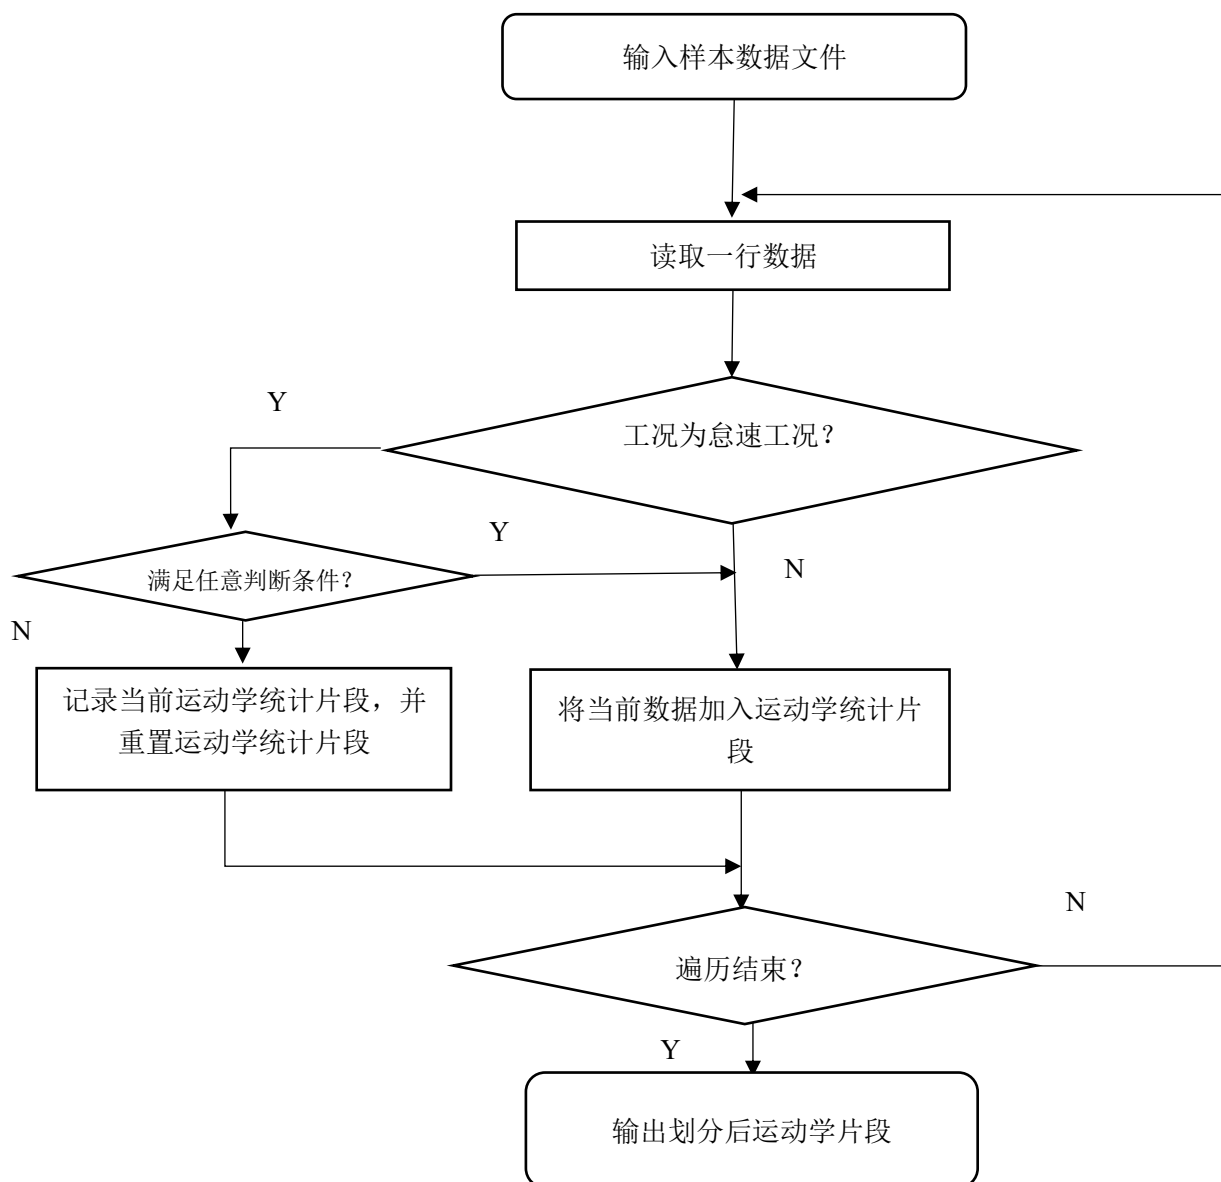 输入样本数据文件
读取一行数据
Y
工况为怠速工况？
Y
N
满足任意判断条件？
N
记录当前运动学统计片段，并
重置运动学统计片段
将当前数据加入运动学统计片
段
N
遍历结束？
Y
输出划分后运动学片段